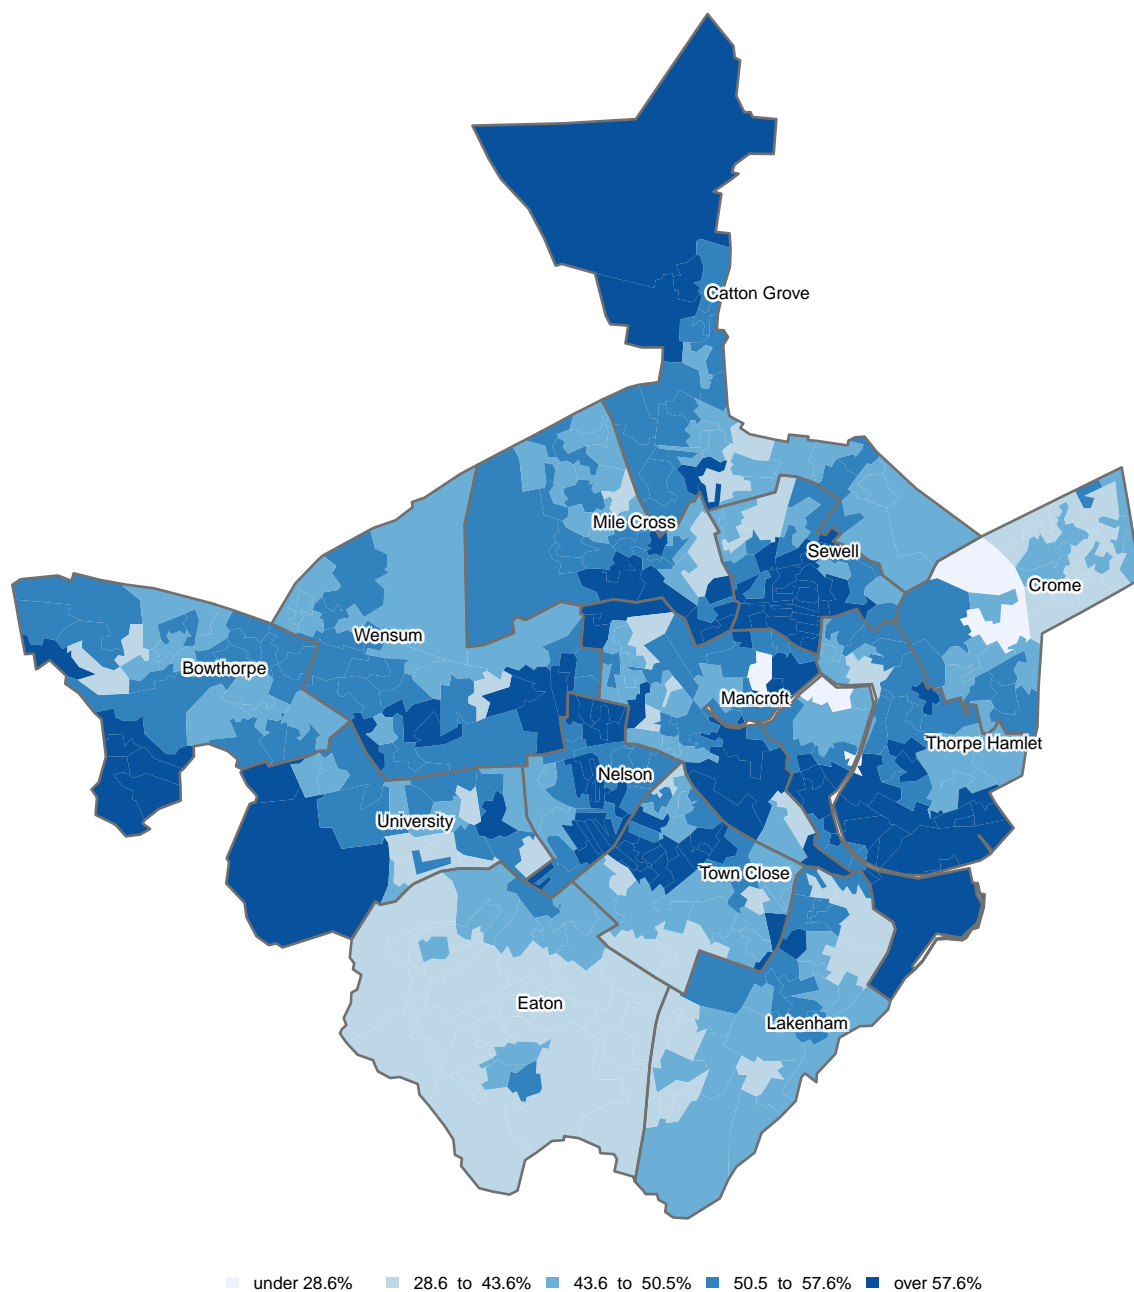 Catton Grove
Mile Cross
Sewell
Crome
Wensum
Bowthorpe
Mancroft
Thorpe Hamlet
Nelson
University
Town Close
Eaton
Lakenham
under 28.6% 28.6 to 43.6% 43.6 to 50.5% 50.5 to 57.6% over 57.6%